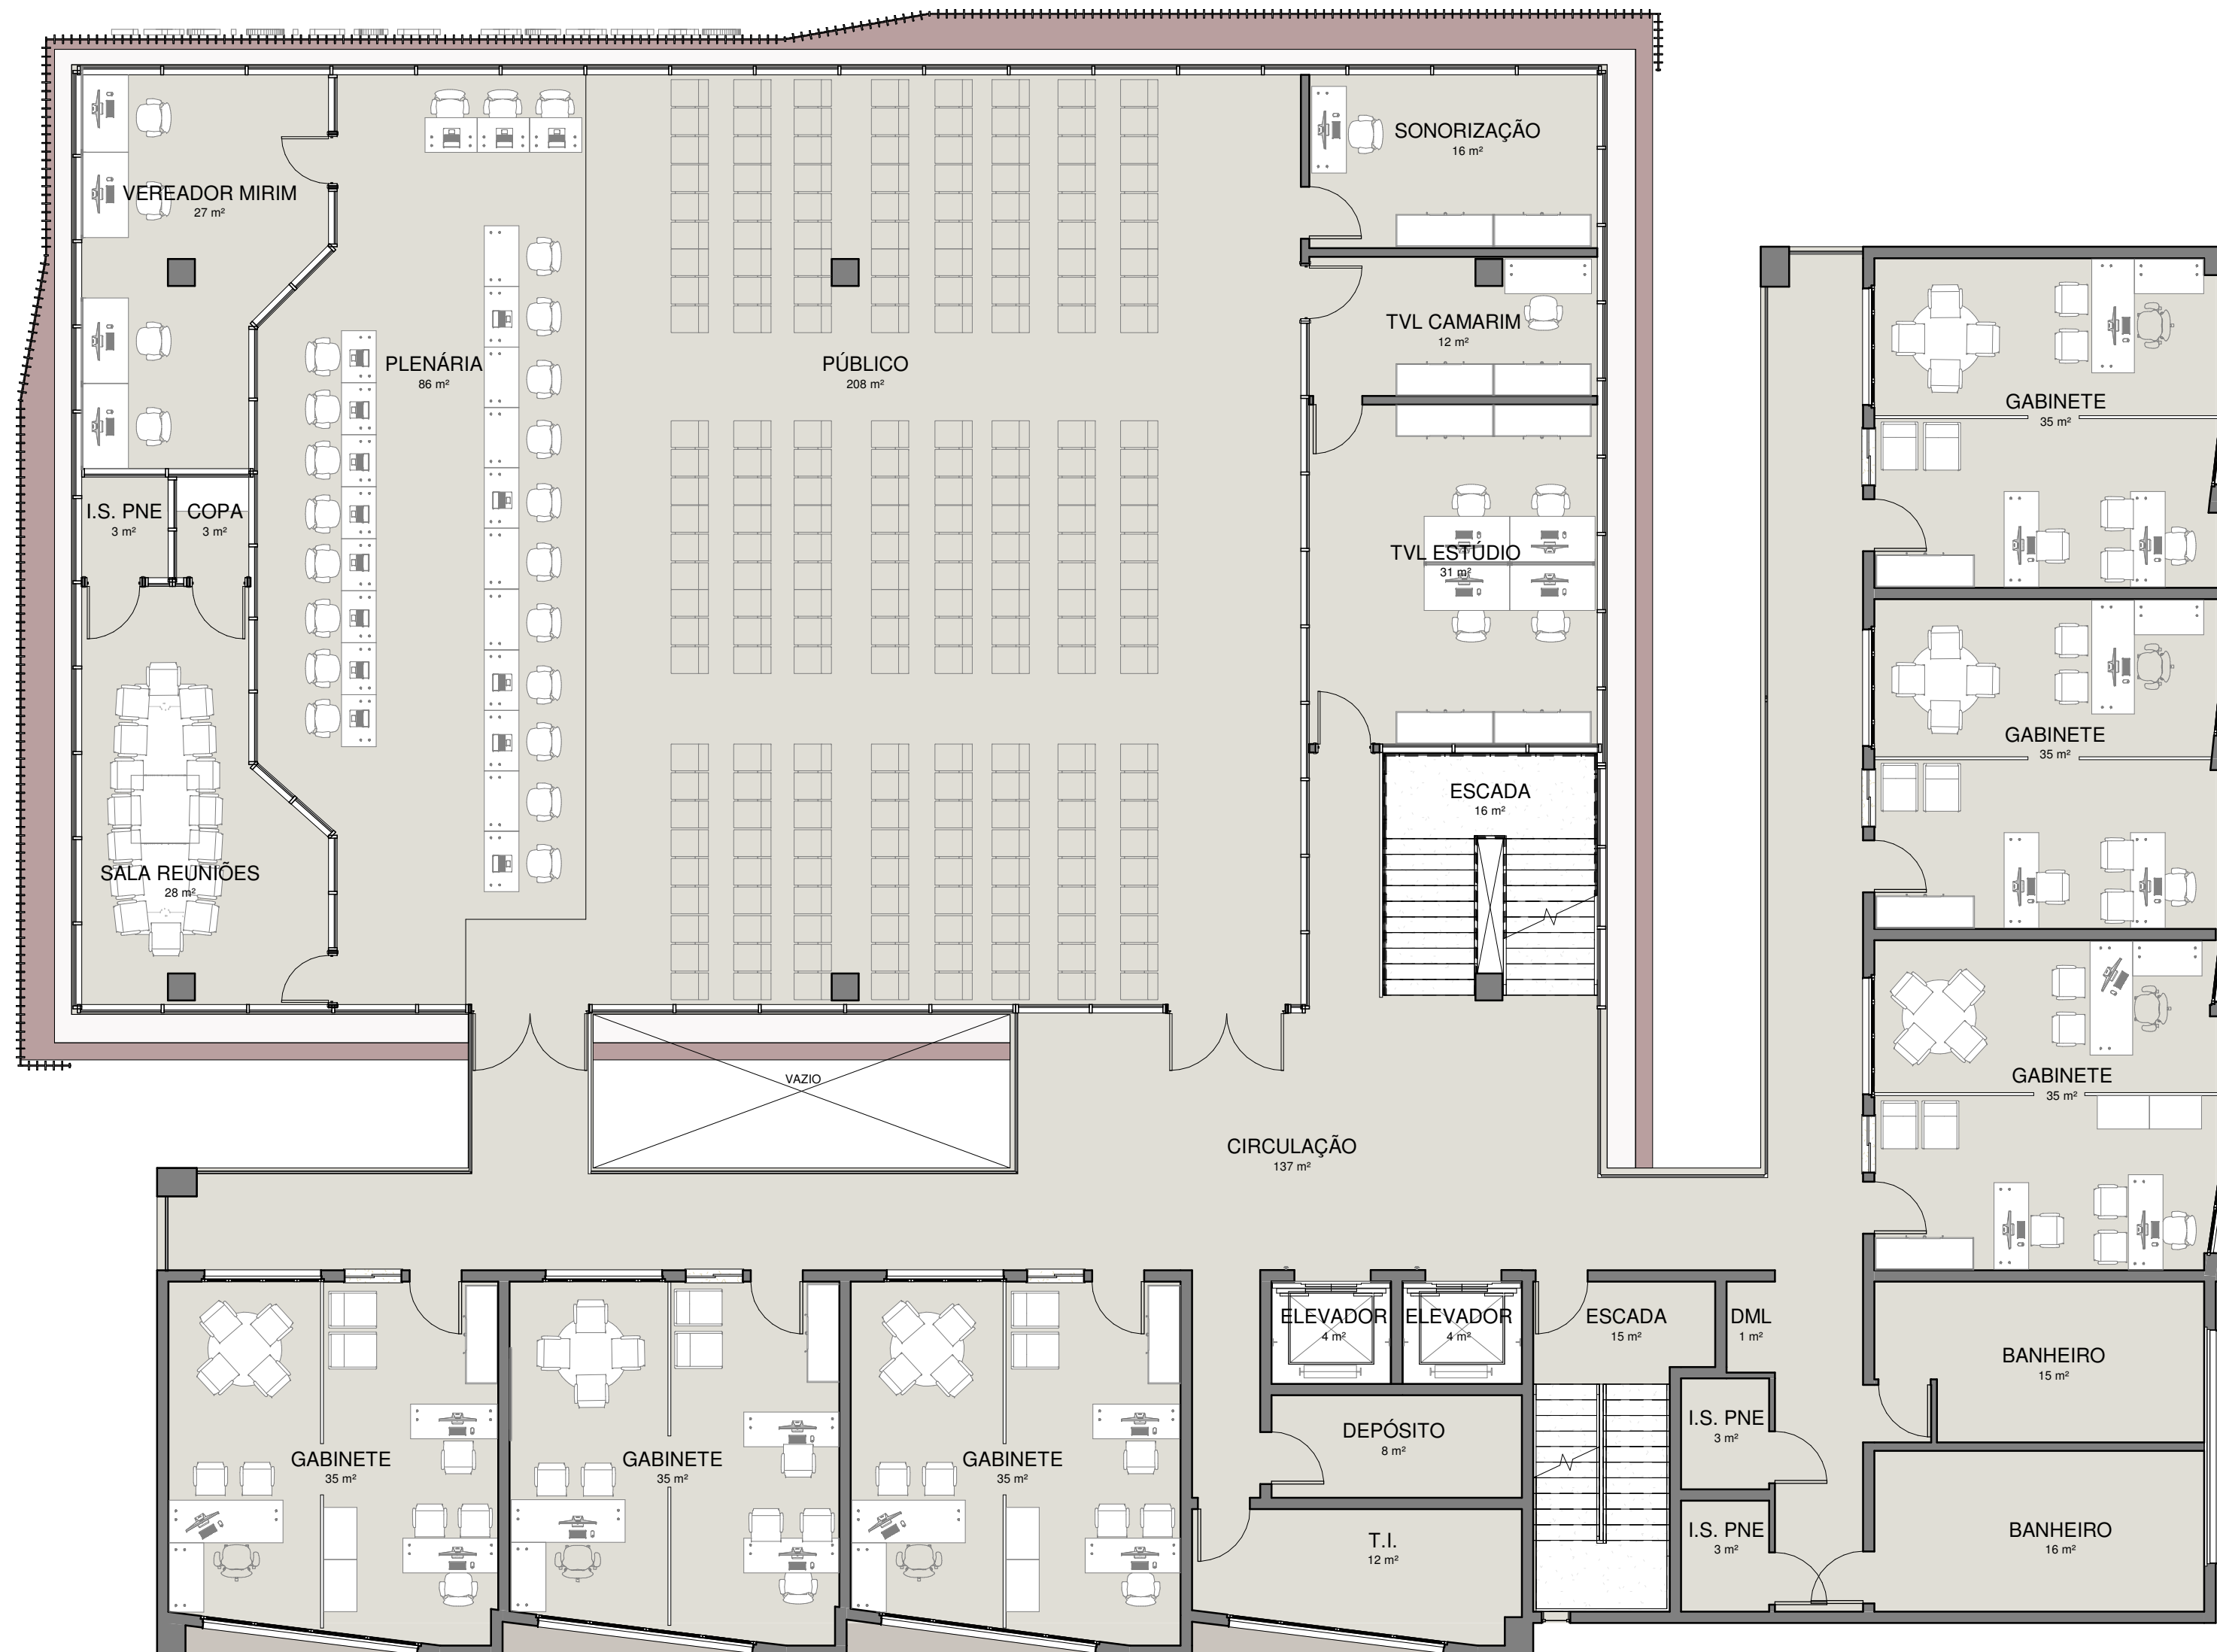 SONORIZAÇÃO
16 m²
VEREADOR MIRIM
27 m²
TVL CAMARIM
12 m²
PLENÁRIA
86 m²
PÚBLICO
208 m²
GABINETE
35 m²
I.S. PNE
3 m²
COPA
3 m²
TVL ESTÚDIO
31 m²
GABINETE
35 m²
ESCADA
16 m²
SALA REUNIÕES
28 m²
VAZIO
GABINETE
35 m²
CIRCULAÇÃO
137 m²
ELEVADOR
4 m²
ELEVADOR
4 m²
ESCADA
15 m²
DML
1 m²
BANHEIRO
15 m²
I.S. PNE
3 m²
DEPÓSITO
8 m²
GABINETE
35 m²
GABINETE
35 m²
GABINETE
35 m²
T.I.
12 m²
I.S. PNE
3 m²
BANHEIRO
16 m²